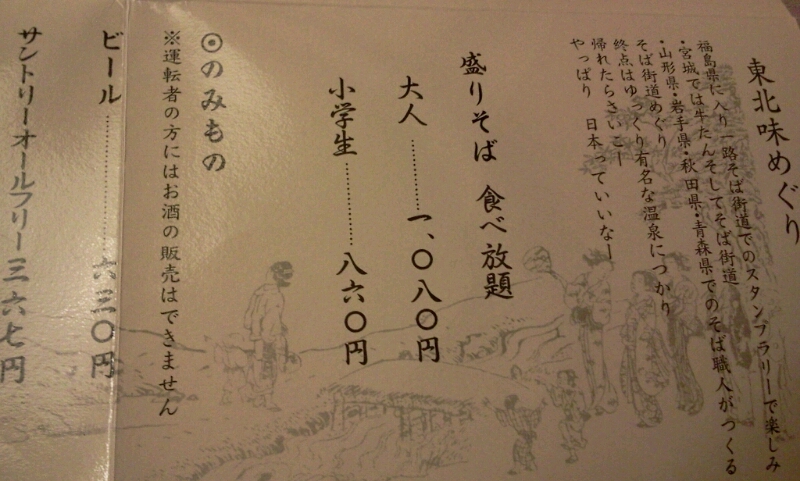 東北味めぐり
福島県に入り 一路そば街道でのスタンプラリーで楽しみ
・宮城では牛たんそしてそば街道
・山形県・岩手県・秋田県・青森県でのそば職人がつくる
そば街道めぐり
終点はゆっくり有名な温泉につかり
帰れたらさいこー
やっぱり 日本っていいなー
盛りそば 食べ放題
大人…………一、〇八〇円
小学生…………八六〇円
◎のみもの
※運転者の方にはお酒の販売はできません
ビール…………六三〇円
サントリーオールフリー三六七円